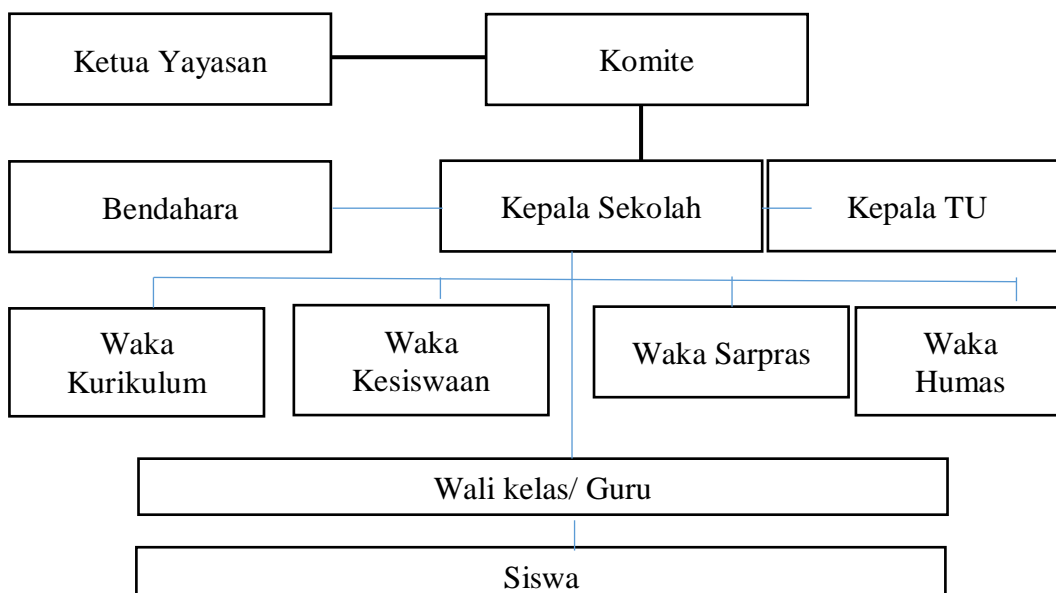 Ketua Yayasan
Komite
Bendahara
Kepala Sekolah
Kepala TU
Waka
Kurikulum
Waka
Kesiswaan
Waka Sarpras
Waka
Humas
Wali kelas/ Guru
Siswa